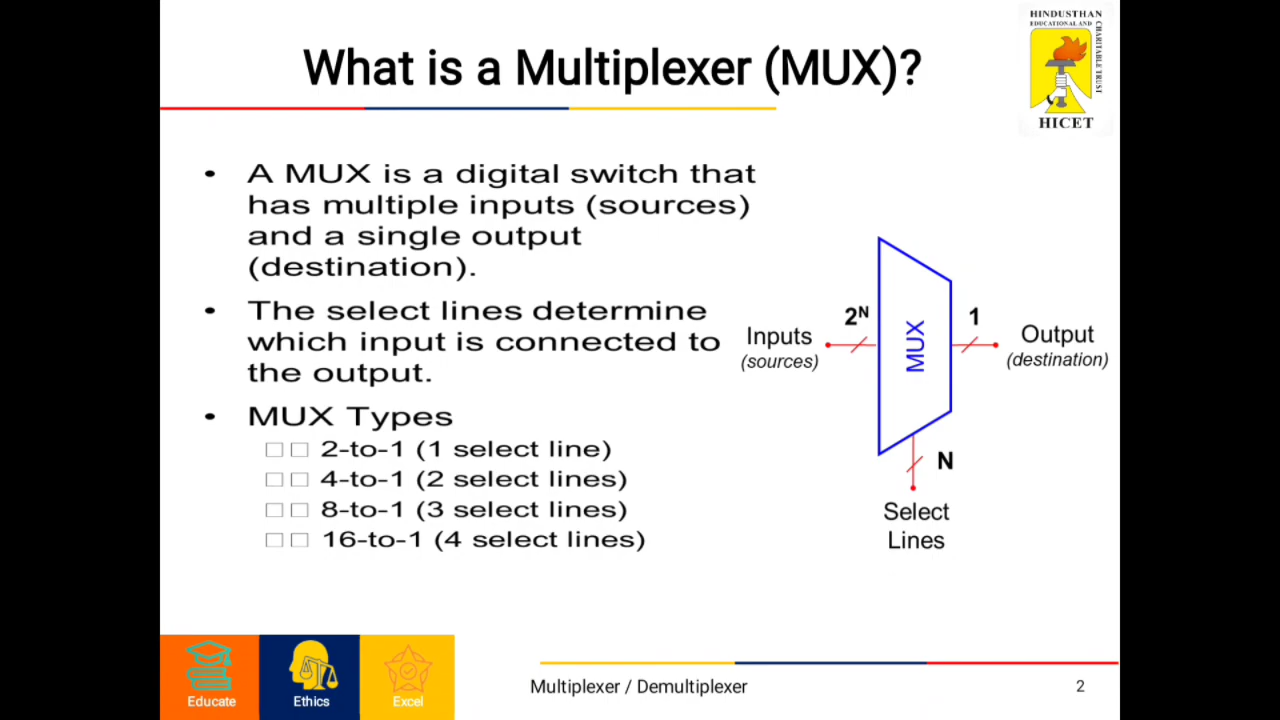 HINDUSTHAN
EDUCATIONAL AND
CHARITABLE TRUST
HICET
What is a Multiplexer (MUX)?
• A MUX is a digital switch that
has multiple inputs (sources)
and a single output
(destination).
• The select lines determine
which input is connected to
the output.
• MUX Types
□□ 2-to-1 (1 select line)
□□ 4-to-1 (2 select lines)
□□ 8-to-1 (3 select lines)
□□ 16-to-1 (4 select lines)
Inputs
(sources)
2ᴺ
MUX
1
Output
(destination)
N
Select
Lines
Educate
Ethics
Excel
Multiplexer / Demultiplexer
2